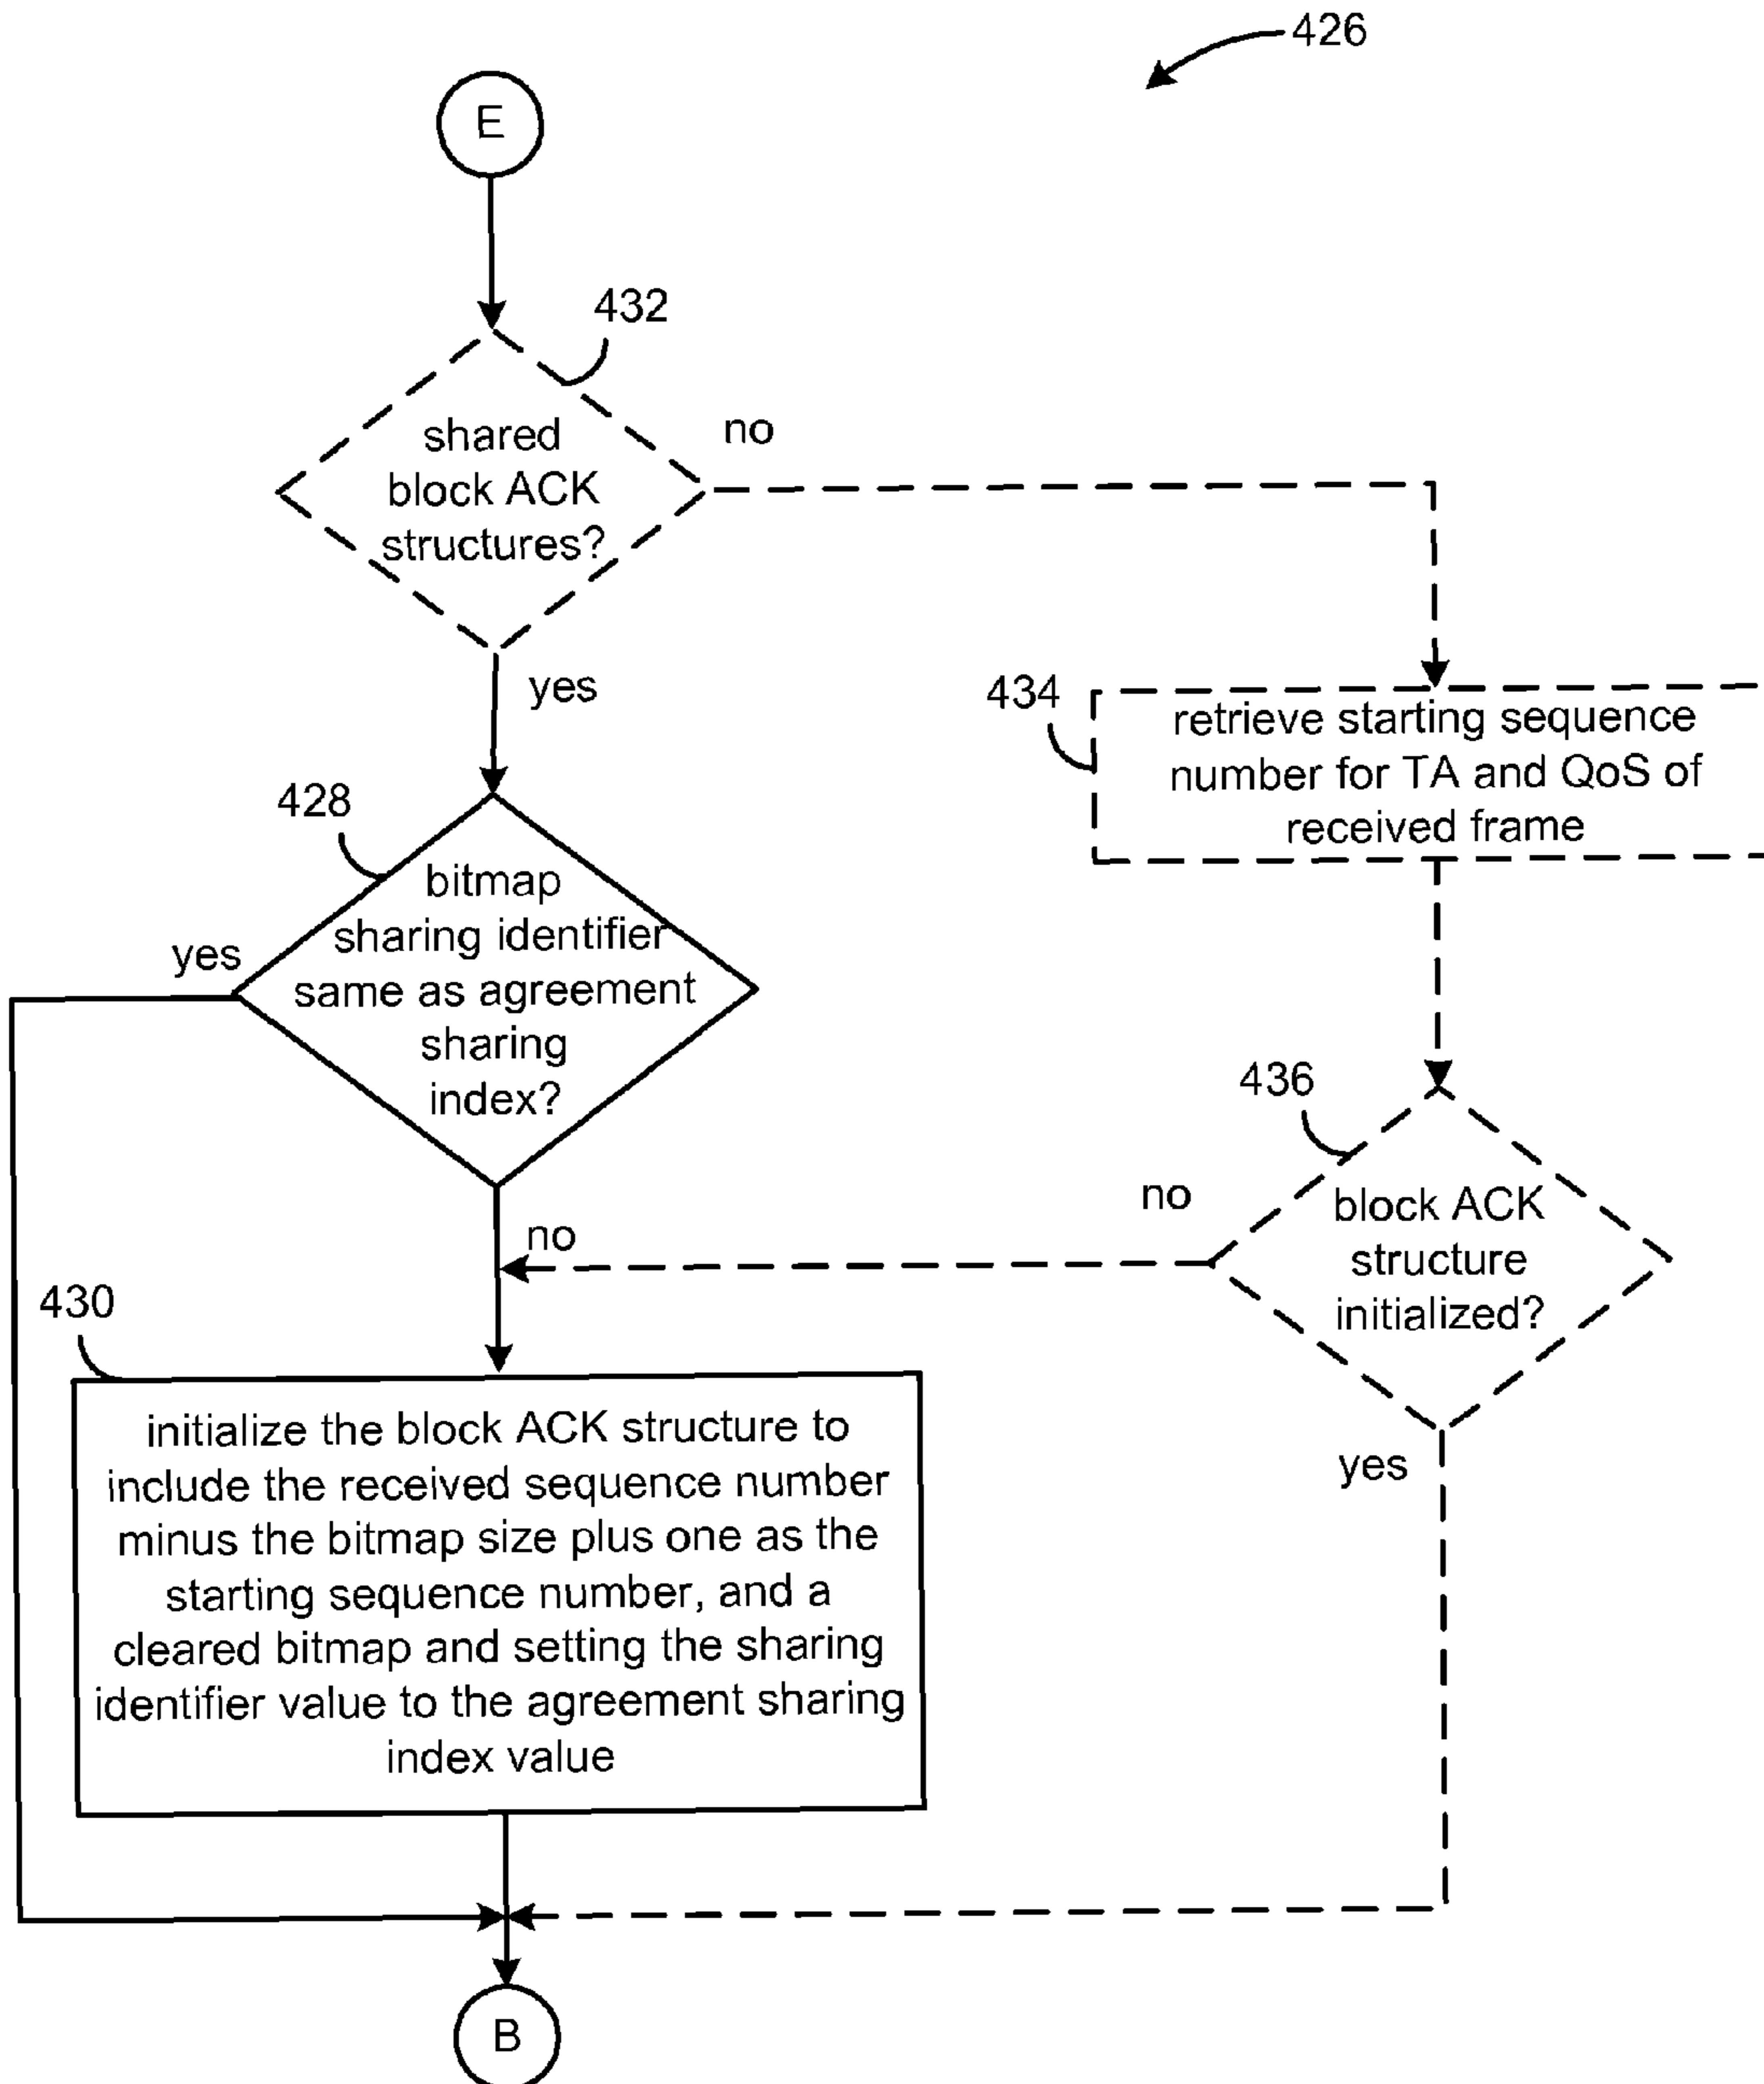 426
E
432
shared
block ACK
structures?
no
yes
434
retrieve starting sequence
number for TA and QoS of
received frame
428
bitmap
sharing identifier
same as agreement
sharing
index?
yes
no
436
block ACK
structure
initialized?
no
yes
430
initialize the block ACK structure to
include the received sequence number
minus the bitmap size plus one as the
starting sequence number, and a
cleared bitmap and setting the sharing
identifier value to the agreement sharing
index value
B